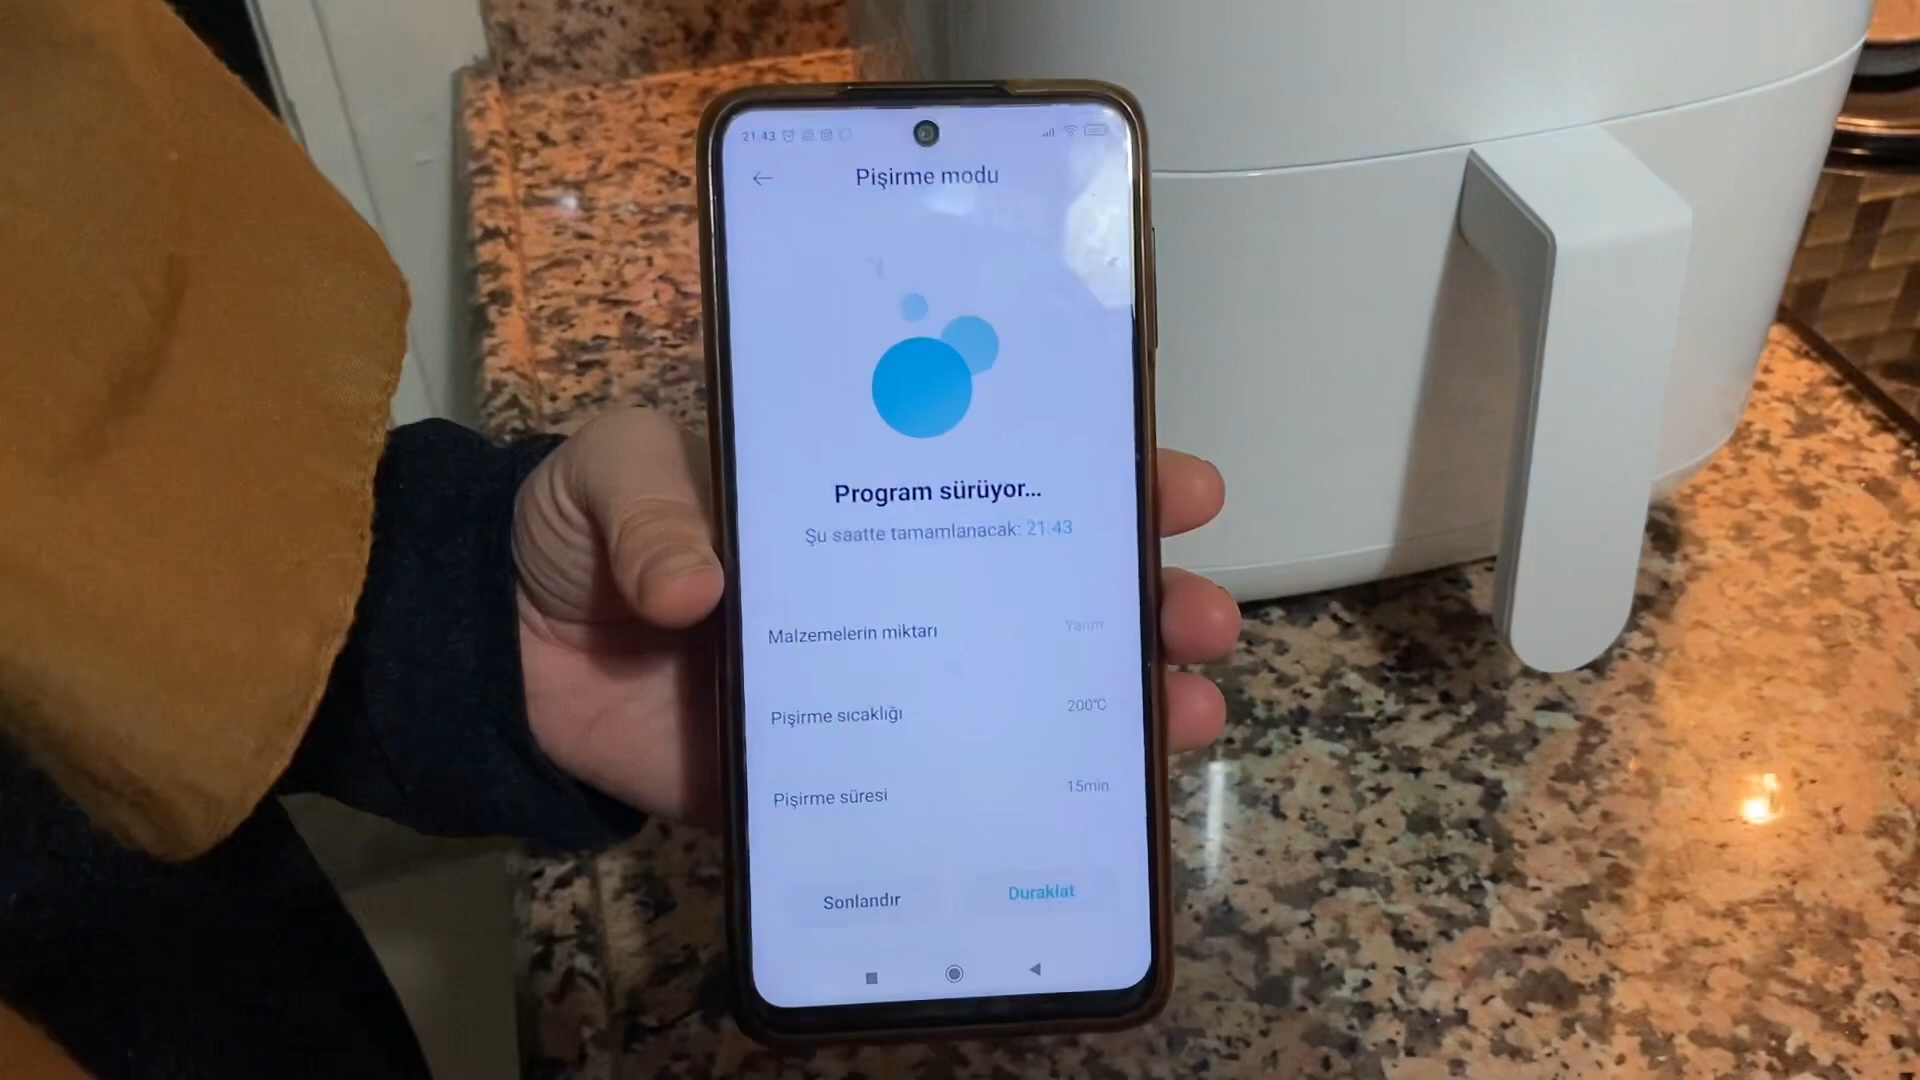 21:43
Pişirme modu
Program sürüyor...
Şu saatte tamamlanacak: 21:43
Malzemelerin miktarı Yarım
Pişirme sıcaklığı 200°C
Pişirme süresi 15min
Sonlandır Duraklat